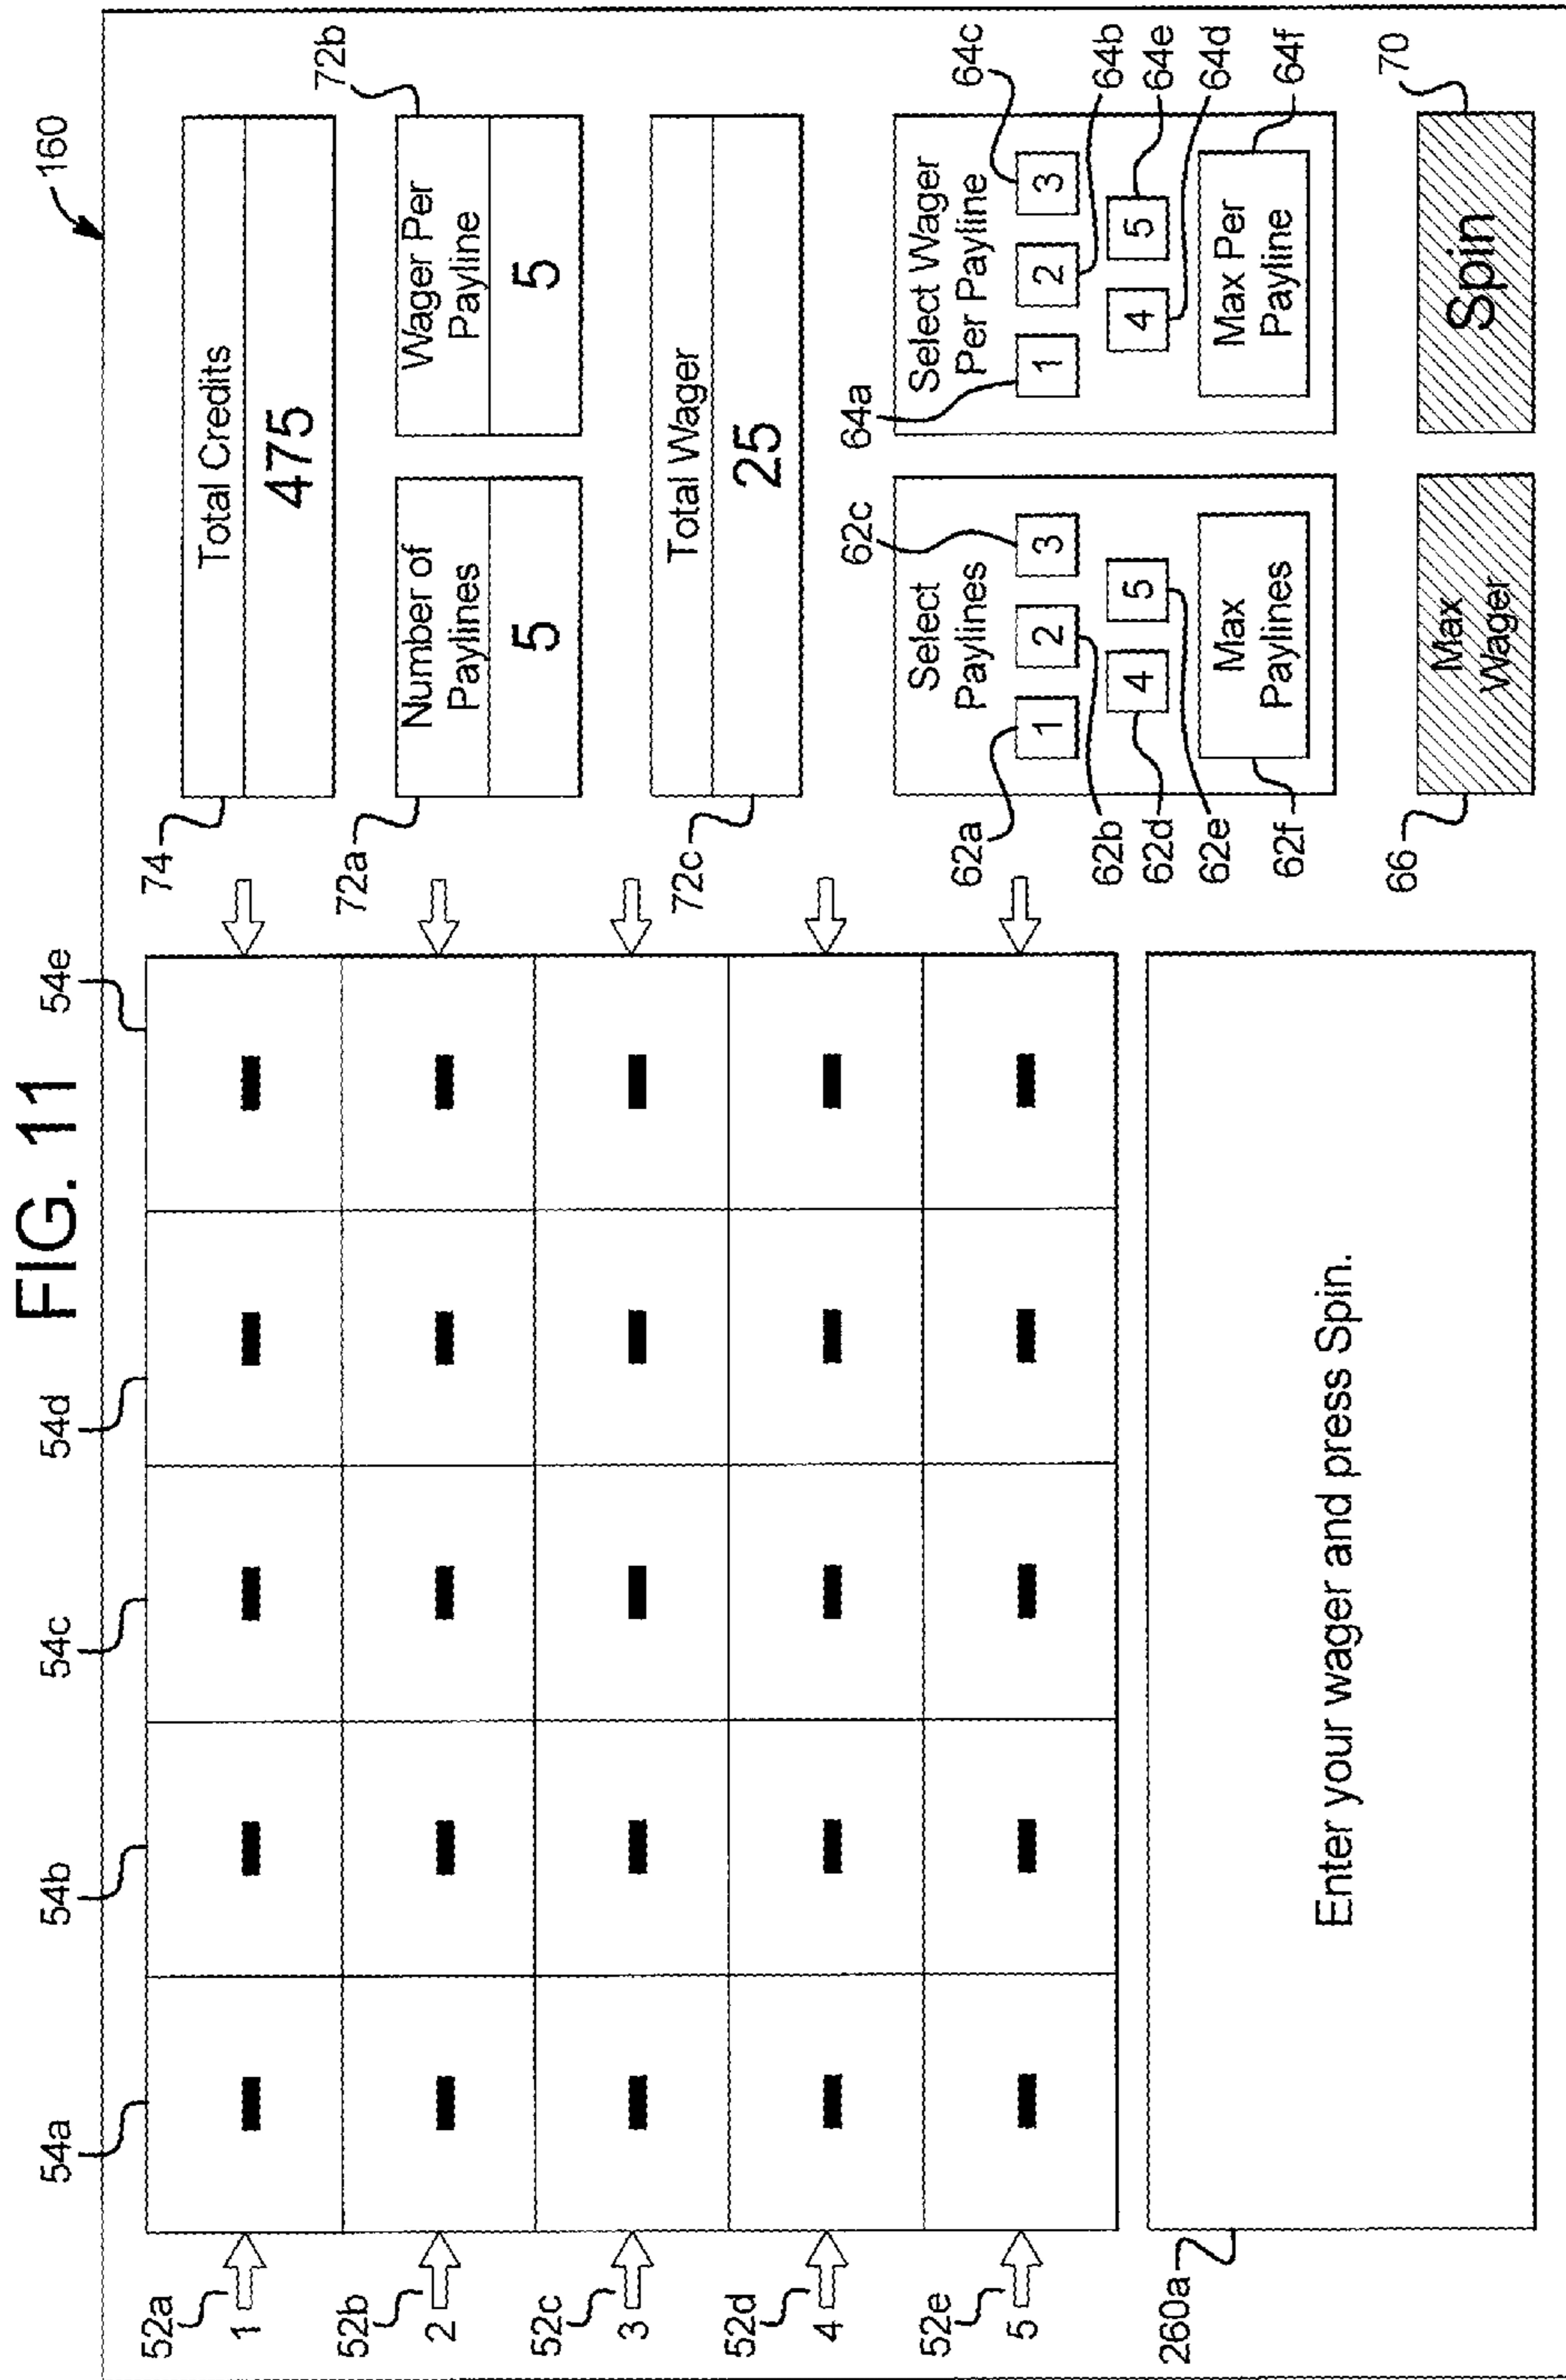 FIG. 11
160
54a
54b
54c
54d
54e
52a
1
52b
2
52c
3
52d
4
52e
5
74
Total Credits
475
72a
Number of
Paylines
5
72b
Wager Per
Payline
5
72c
Total Wager
25
Select
Paylines
1
2
3
4
5
Max
Paylines
62a
62b
62c
62d
62e
62f
Select Wager
Per Payline
1
2
3
4
5
Max Per
Payline
64a
64b
64c
64d
64e
64f
66
Max
Wager
70
Spin
260a
Enter your wager and press Spin.